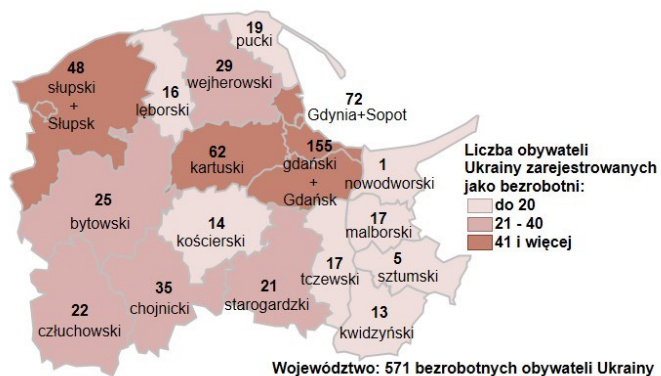 19
pucki
48
słupski
+
Słupsk
16
lęborski
29
wejherowski
72
Gdynia+Sopot
62
kartuski
155
gdański
+
Gdańsk
1
nowodworski
25
bytowski
14
kościerski
17
malborski
5
sztumski
17
tczewski
35
chojnicki
21
starogardzki
22
człuchowski
13
kwidzyński
Liczba obywateli
Ukrainy zarejestrowanych
jako bezrobotni:
do 20
21 - 40
41 i więcej
Województwo: 571 bezrobotnych obywateli Ukrainy